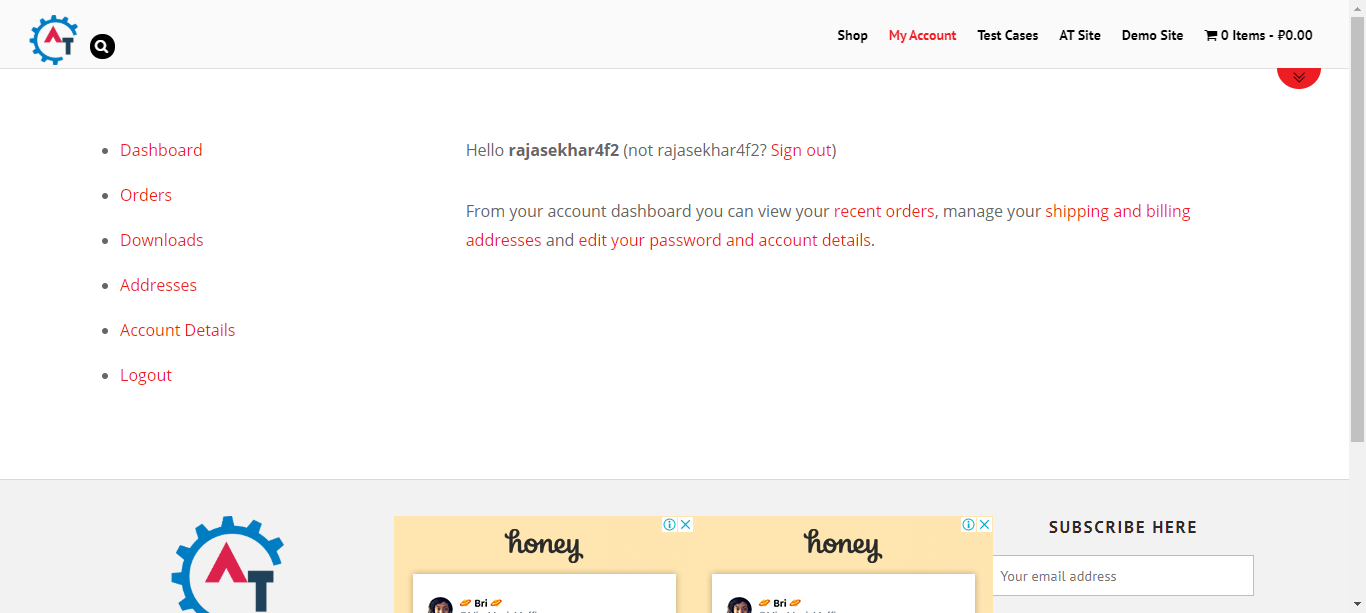 AT
Shop
My Account
Test Cases
AT Site
Demo Site
0 Items - ₽0.00
Dashboard
Orders
Downloads
Addresses
Account Details
Logout
Hello rajasekhar4f2 (not rajasekhar4f2? Sign out)
From your account dashboard you can view your recent orders, manage your shipping and billing
addresses and edit your password and account details.
AT
honey
Bri
honey
Bri
SUBSCRIBE HERE
Your email address